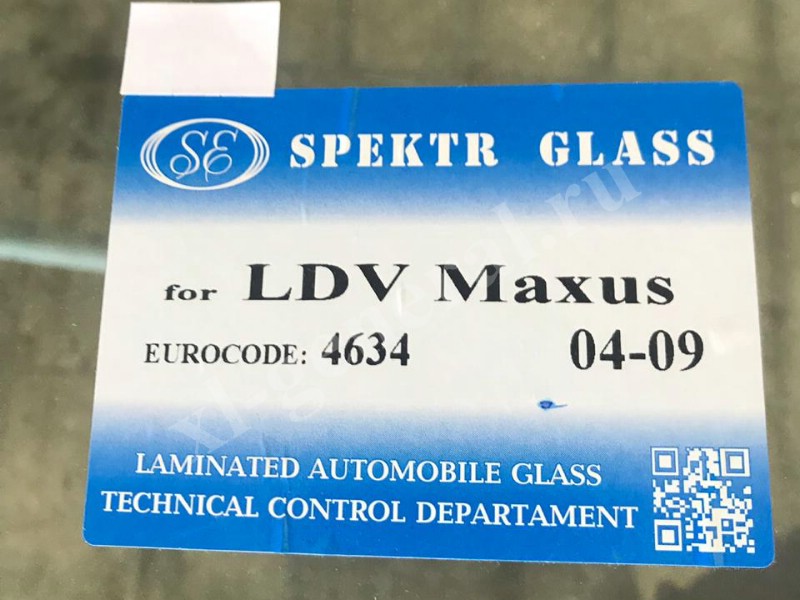 SE SPEKTR GLASS
for LDV Maxus
EUROCODE: 4634 04-09
LAMINATED AUTOMOBILE GLASS
TECHNICAL CONTROL DEPARTAMENT